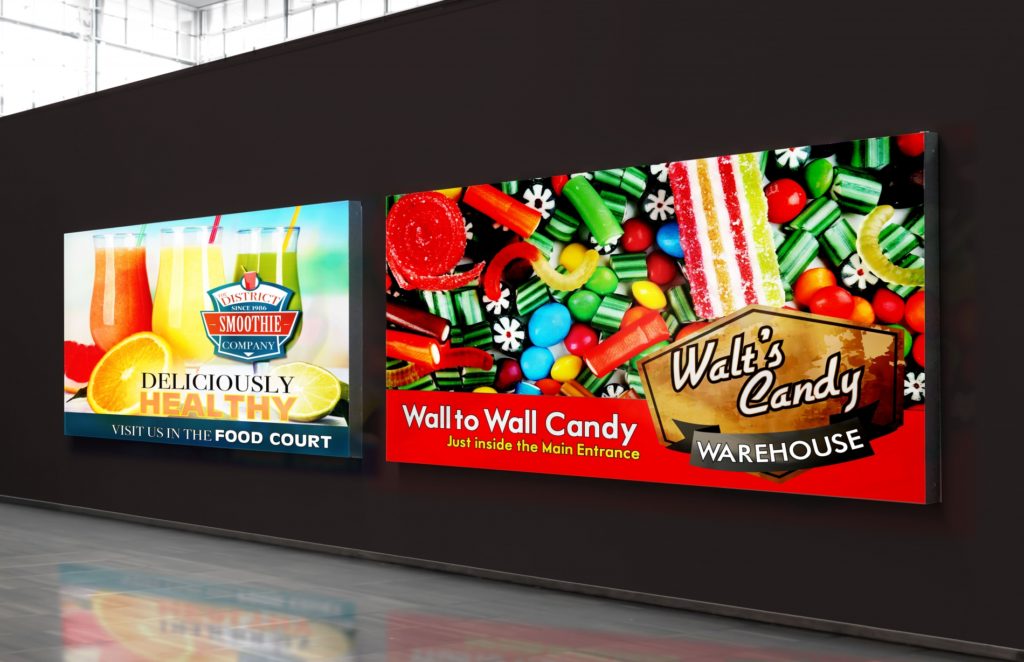 THE
DISTRICT
SINCE 1986
SMOOTHIE
COMPANY
DELICIOUSLY
HEALTHY
VISIT US IN THE FOOD COURT
Walt's
Candy
WAREHOUSE
Wall to Wall Candy
Just inside the Main Entrance